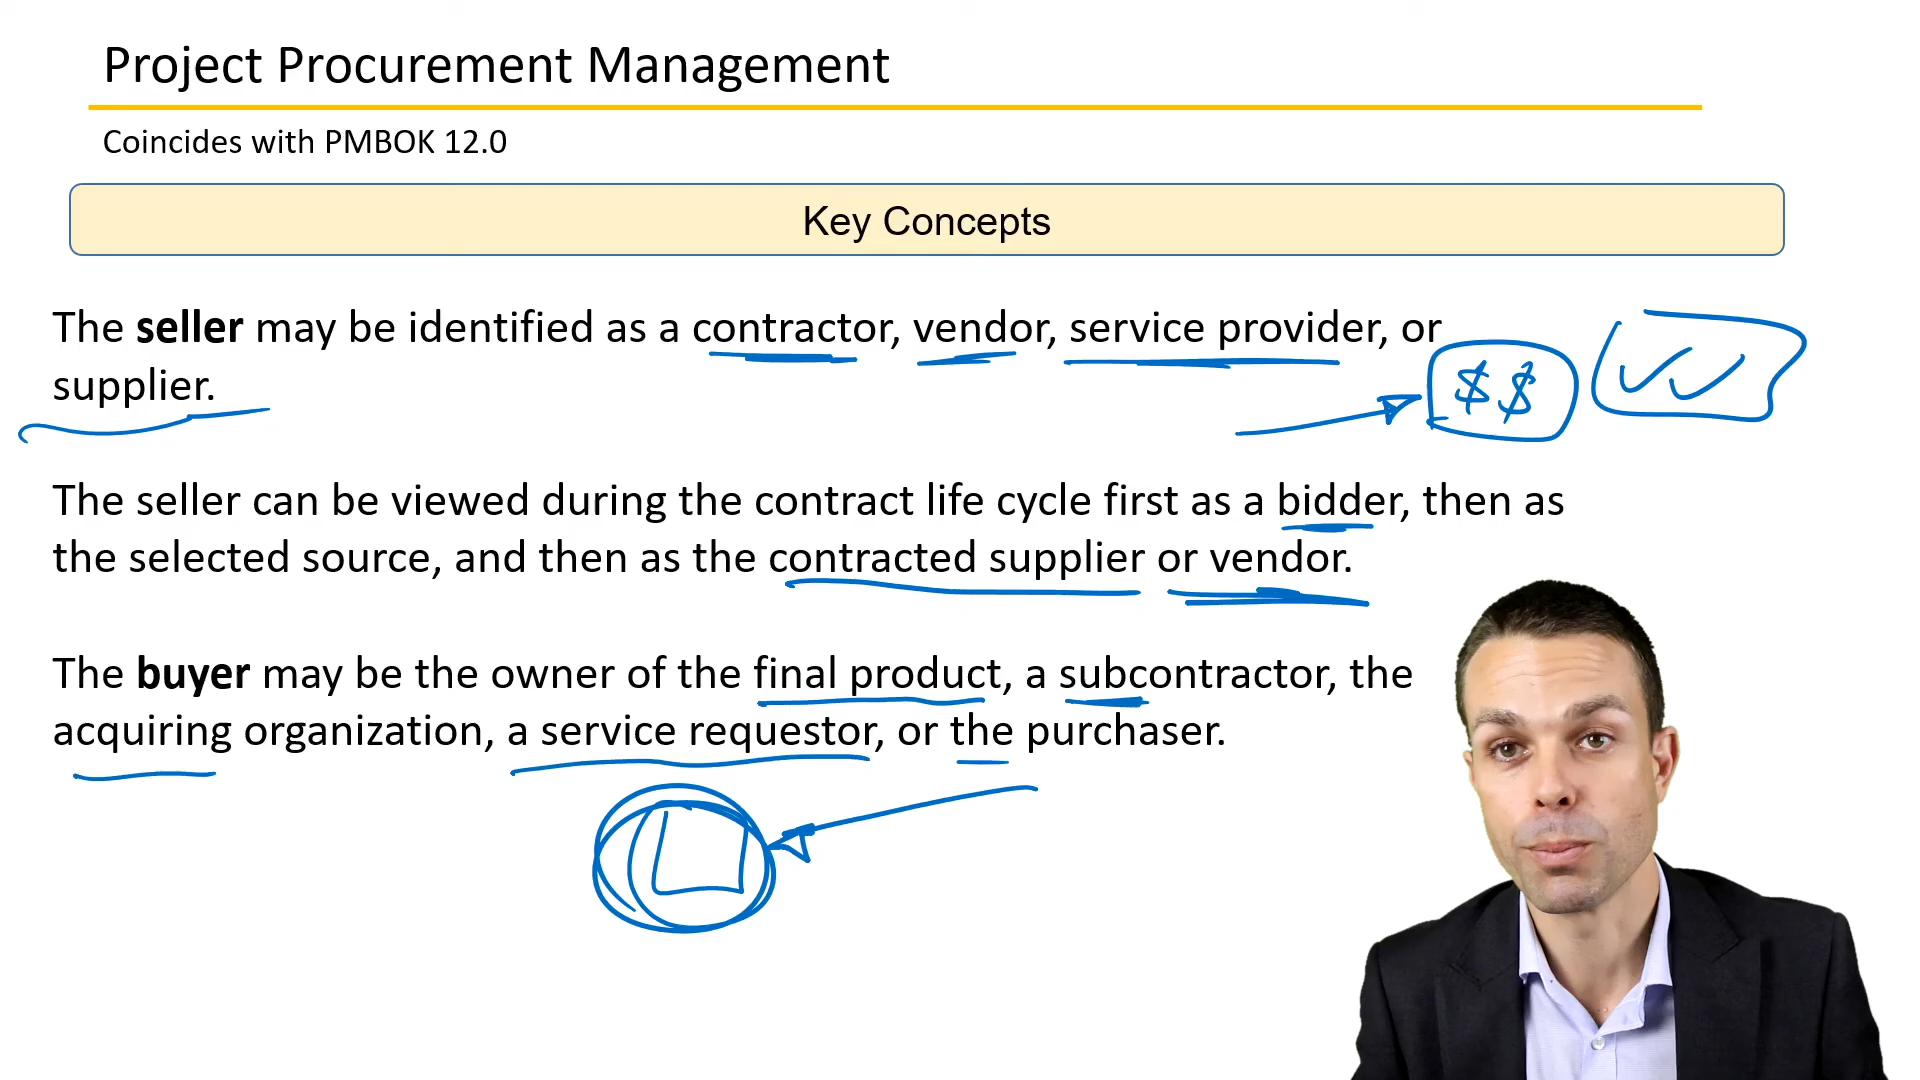 Project Procurement Management
Coincides with PMBOK 12.0
Key Concepts
The seller may be identified as a contractor, vendor, service provider, or
supplier.
$ $
The seller can be viewed during the contract life cycle first as a bidder, then as
the selected source, and then as the contracted supplier or vendor.
The buyer may be the owner of the final product, a subcontractor, the
acquiring organization, a service requestor, or the purchaser.